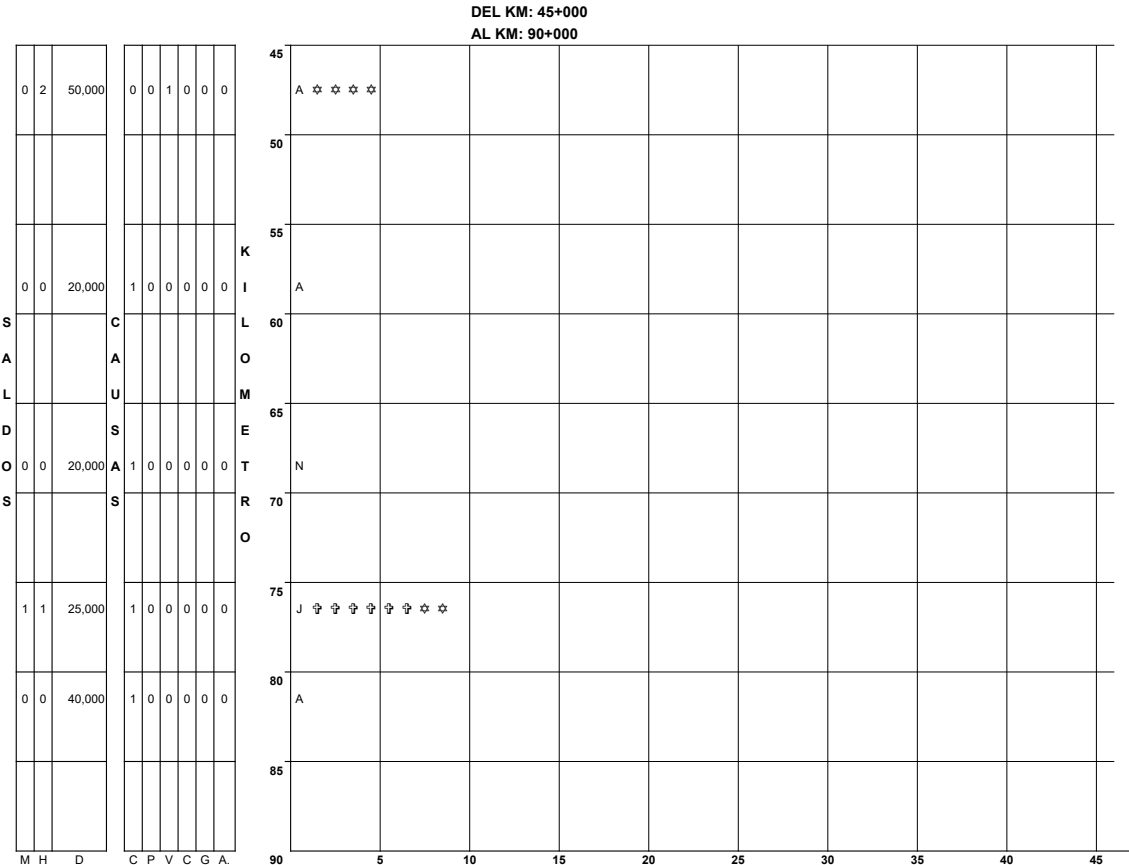 DEL KM: 45+000
AL KM: 90+000
45
0 2 50,000 0 0 1 0 0 0 A ✡ ✡ ✡ ✡
50
55
K
0 0 20,000 1 0 0 0 0 0 I A
S C L 60
A A O
L U M
65
D S E
O 0 0 20,000 A 1 0 0 0 0 0 T N
S S R 70
O
75
1 1 25,000 1 0 0 0 0 0 J ✞ ✞ ✞ ✞ ✞ ✞ ✡ ✡
80
0 0 40,000 1 0 0 0 0 0 A
85
M H D C P V C G A. 90 5 10 15 20 25 30 35 40 45